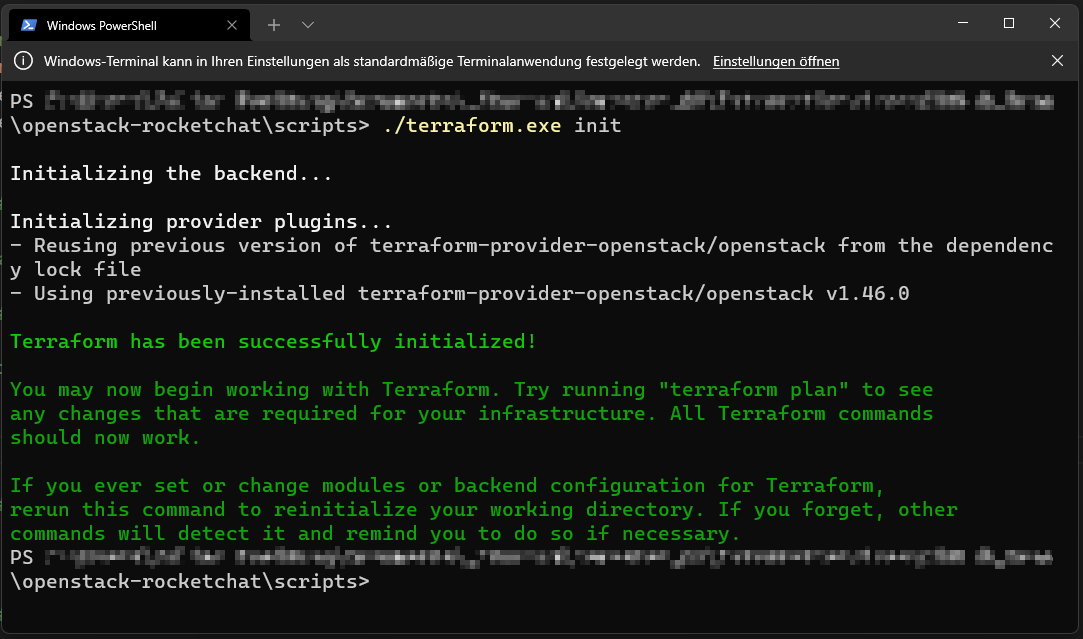 Windows PowerShell
Windows-Terminal kann in Ihren Einstellungen als standardmäßige Terminalanwendung festgelegt werden. Einstellungen öffnen
PS
\openstack-rocketchat\scripts> ./terraform.exe init
Initializing the backend...
Initializing provider plugins...
- Reusing previous version of terraform-provider-openstack/openstack from the dependenc
y lock file
- Using previously-installed terraform-provider-openstack/openstack v1.46.0
Terraform has been successfully initialized!
You may now begin working with Terraform. Try running "terraform plan" to see
any changes that are required for your infrastructure. All Terraform commands
should now work.
If you ever set or change modules or backend configuration for Terraform,
rerun this command to reinitialize your working directory. If you forget, other
commands will detect it and remind you to do so if necessary.
PS
\openstack-rocketchat\scripts>